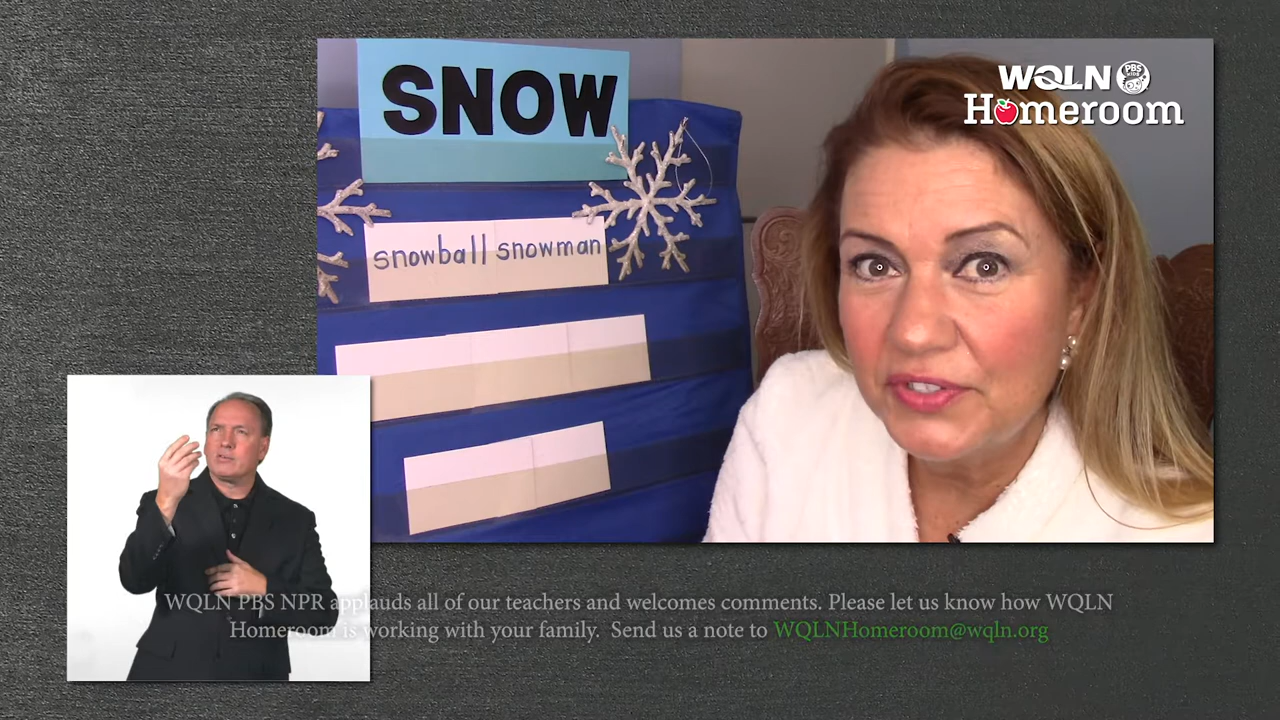 SNOW
WQLN PBS KIDS
Homeroom
snowball snowman
WQLN PBS NPR applauds all of our teachers and welcomes comments. Please let us know how WQLN
Homeroom is working with your family. Send us a note to WQLNHomeroom@wqln.org